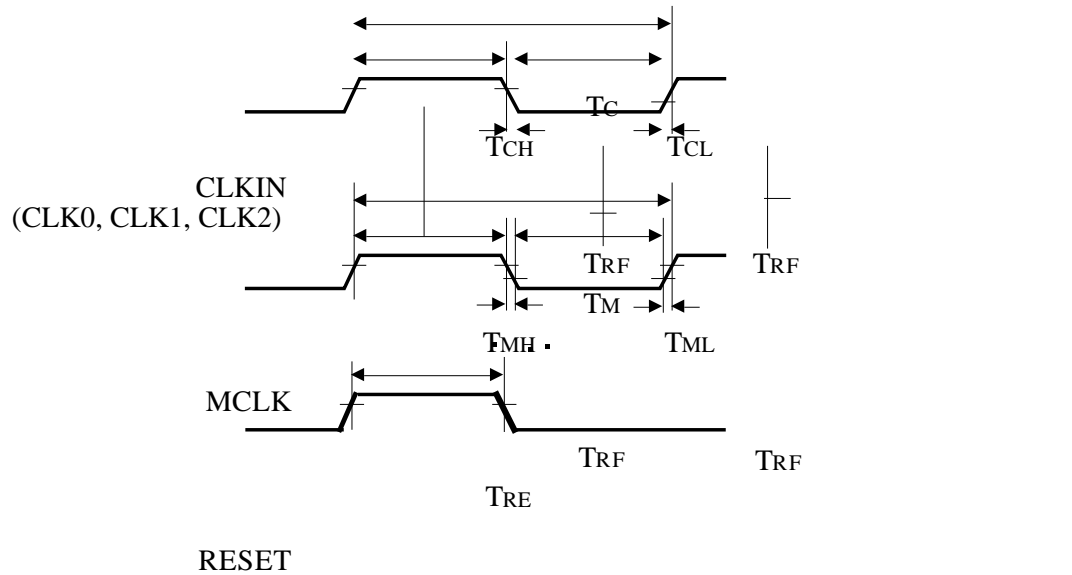 TC
TCH TCL
CLKIN
(CLK0, CLK1, CLK2)
TRF TRF
TM
TMH TML
MCLK
TRF TRF
TRE
RESET